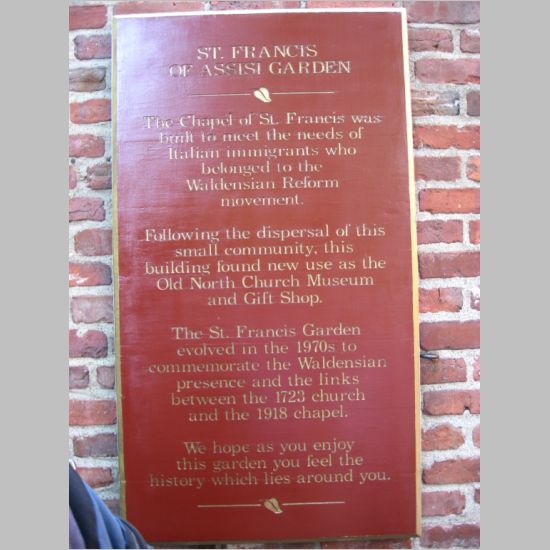 ST. FRANCIS
OF ASSISI GARDEN
The Chapel of St. Francis was
built to meet the needs of
Italian immigrants who
belonged to the
Waldensian Reform
movement.
Following the dispersal of this
small community, this
building found new use as the
Old North Church Museum
and Gift Shop.
The St. Francis Garden
evolved in the 1970s to
commemorate the Waldensian
presence and the links
between the 1723 church
and the 1918 chapel.
We hope as you enjoy
this garden you feel the
history which lies around you.